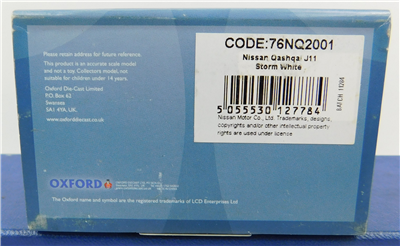 Please retain address for future reference.
This product is an accurate scale model
and not a toy. Collectors model, not
suitable for children under 14 years.
Oxford Die-Cast Limited
P.O. Box 62
Swansea
SA1 4YA, UK.
www.oxforddiecast.co.uk
CODE:76NQ2001
Nissan Qashqai J11
Storm White
5 055530 127784
Nissan Motor Co., Ltd. Trademarks, designs,
copyrights and/or other intellectual property
rights are used under license
OXFORD
The Oxford name and symbol are the registered trademarks of LCD Enterprises Ltd